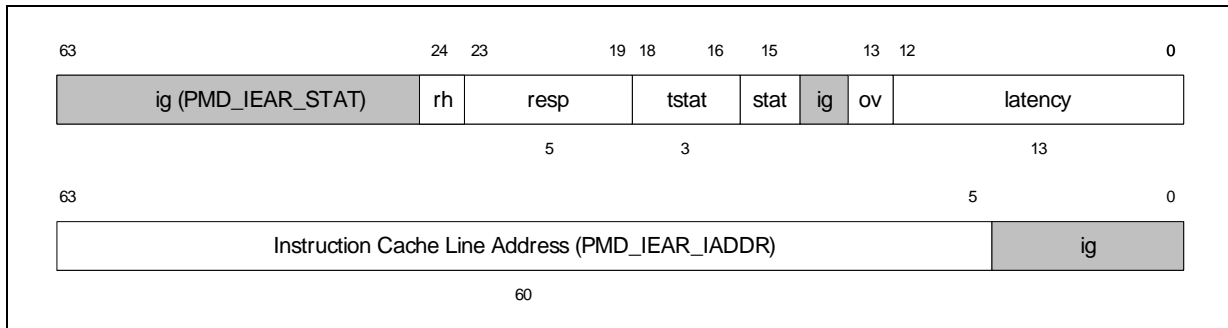 63 24 23 19 18 16 15 13 12 0
ig (PMD_IEAR_STAT) rh resp tstat stat ig ov latency
5 3 13
63 5 0
Instruction Cache Line Address (PMD_IEAR_IADDR) ig
60